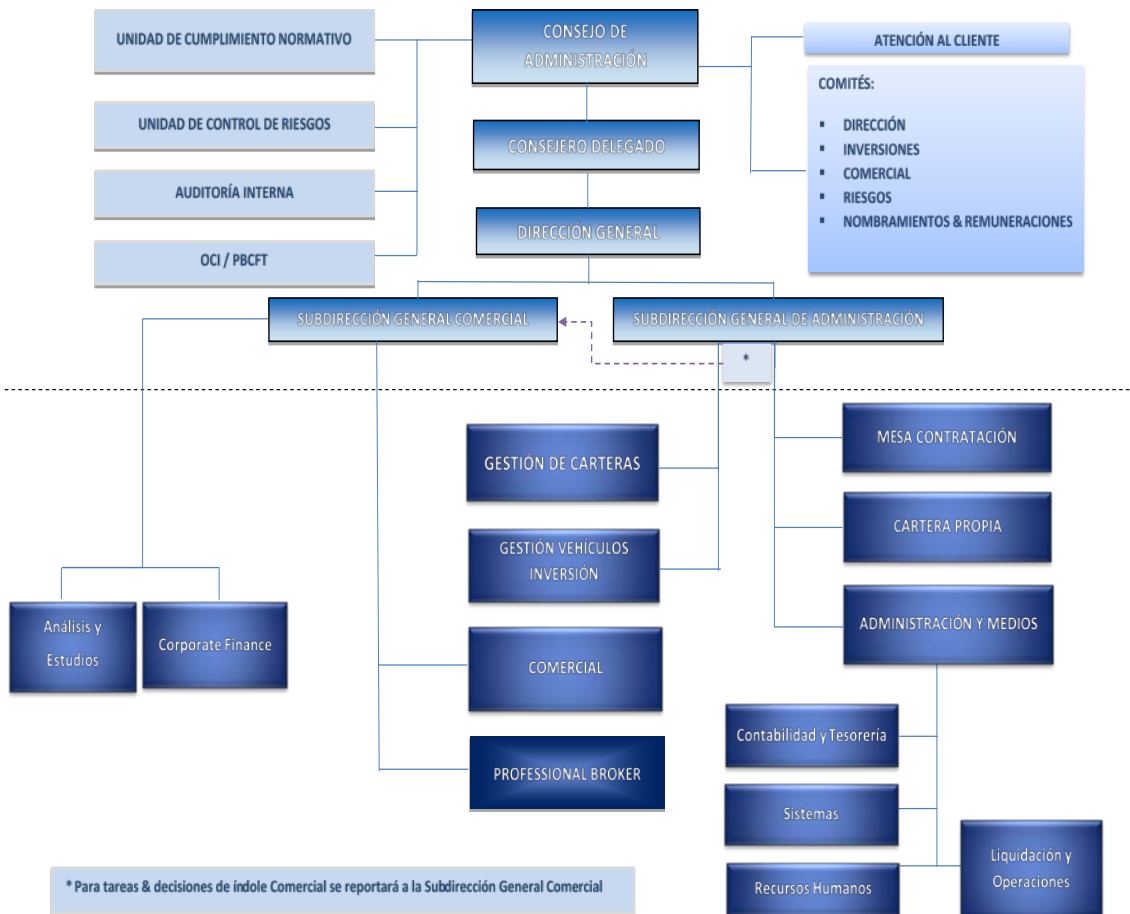 UNIDAD DE CUMPLIMIENTO NORMATIVO
CONSEJO DE
ADMINISTRACIÓN
ATENCIÓN AL CLIENTE
COMITÉS:
▪ DIRECCIÓN
▪ INVERSIONES
▪ COMERCIAL
▪ RIESGOS
▪ NOMBRAMIENTOS & REMUNERACIONES
UNIDAD DE CONTROL DE RIESGOS
CONSEJERO DELEGADO
AUDITORÍA INTERNA
DIRECCIÓN GENERAL
OCI / PBCFT
SUBDIRECCIÓN GENERAL COMERCIAL
SUBDIRECCIÓN GENERAL DE ADMINISTRACIÓN
*
GESTIÓN DE CARTERAS
MESA CONTRATACIÓN
CARTERA PROPIA
GESTIÓN VEHÍCULOS
INVERSIÓN
ADMINISTRACIÓN Y MEDIOS
Análisis y
Estudios
Corporate Finance
COMERCIAL
PROFESSIONAL BROKER
Contabilidad y Tesorería
Sistemas
Recursos Humanos
Liquidación y
Operaciones
* Para tareas & decisiones de índole Comercial se reportará a la Subdirección General Comercial